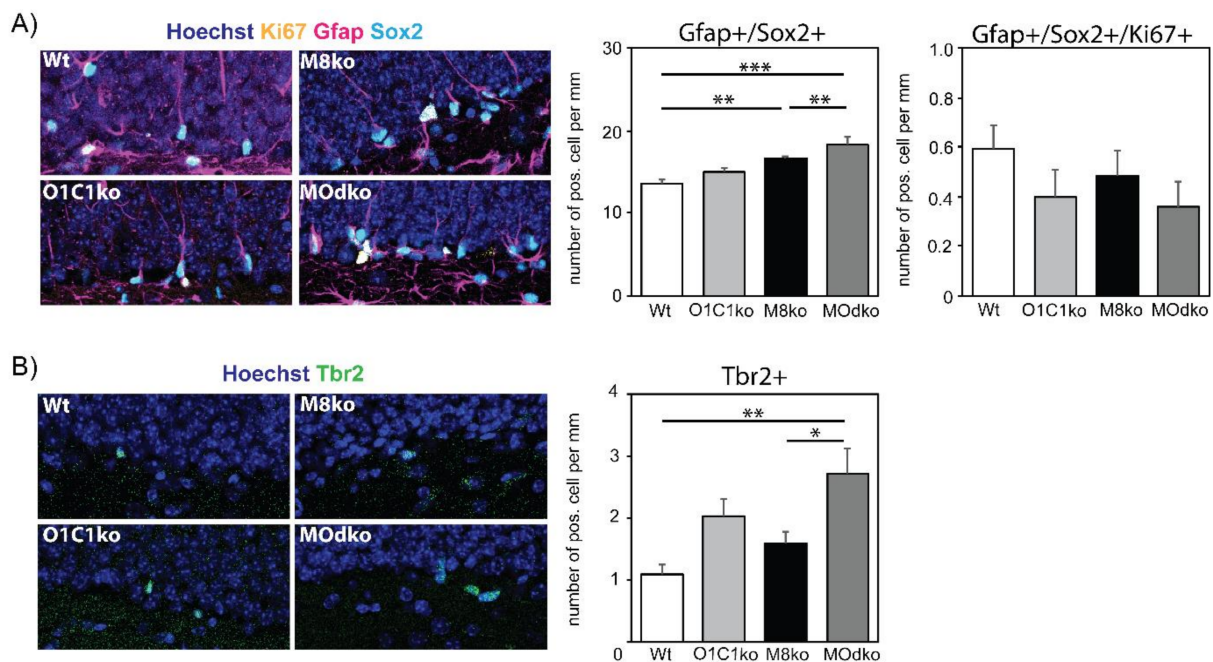 A)
Hoechst Ki67 Gfap Sox2
Wt
M8ko
O1C1ko
MOdko
Gfap+/Sox2+
number of pos. cell per mm
30
20
10
0
***
**
**
Wt
O1C1ko
M8ko
MOdko
Gfap+/Sox2+/Ki67+
number of pos. cell per mm
1.0
0.8
0.6
0.4
0.2
0
Wt
O1C1ko
M8ko
MOdko
B)
Hoechst Tbr2
Wt
M8ko
O1C1ko
MOdko
Tbr2+
number of pos. cell per mm
4
3
2
1
0
**
*
Wt
O1C1ko
M8ko
MOdko